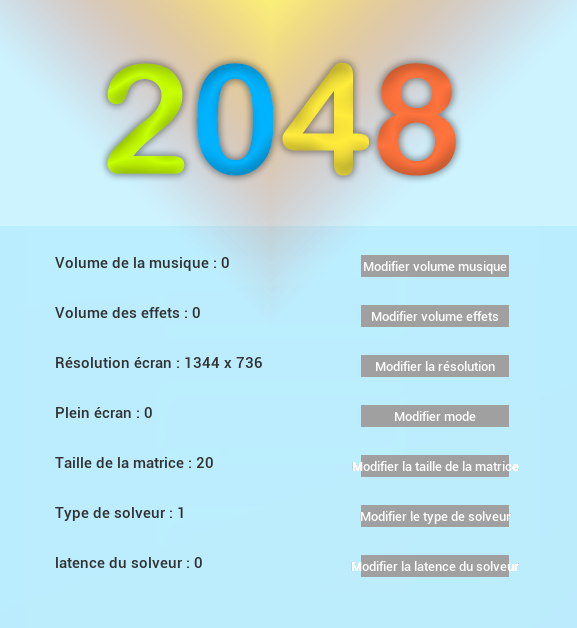 2048
Volume de la musique : 0
Modifier volume musique
Volume des effets : 0
Modifier volume effets
Résolution écran : 1344 x 736
Modifier la résolution
Plein écran : 0
Modifier mode
Taille de la matrice : 20
Modifier la taille de la matrice
Type de solveur : 1
Modifier le type de solveur
latence du solveur : 0
Modifier la latence du solveur